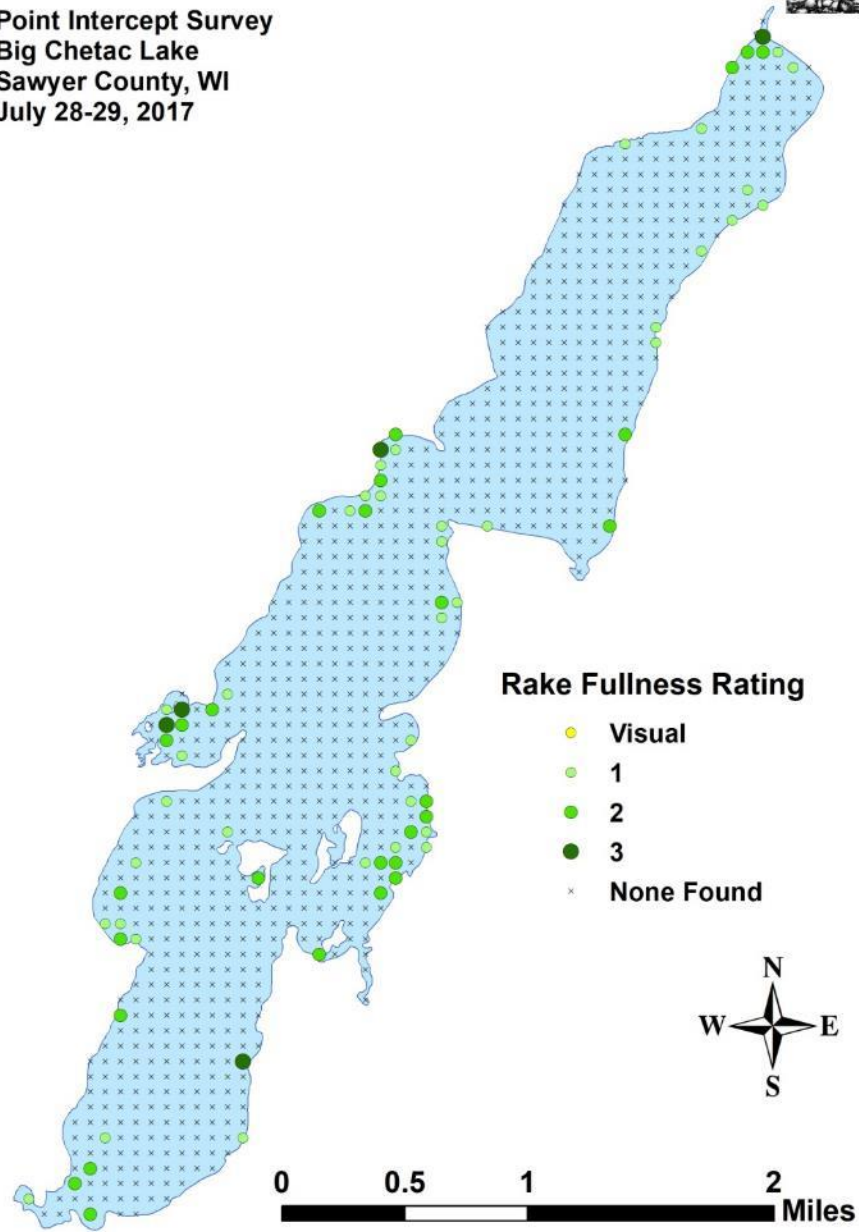 Point Intercept Survey
Big Chetac Lake
Sawyer County, WI
July 28-29, 2017
Rake Fullness Rating
Visual
1
2
3
None Found
N
W E
S
0 0.5 1 2
Miles